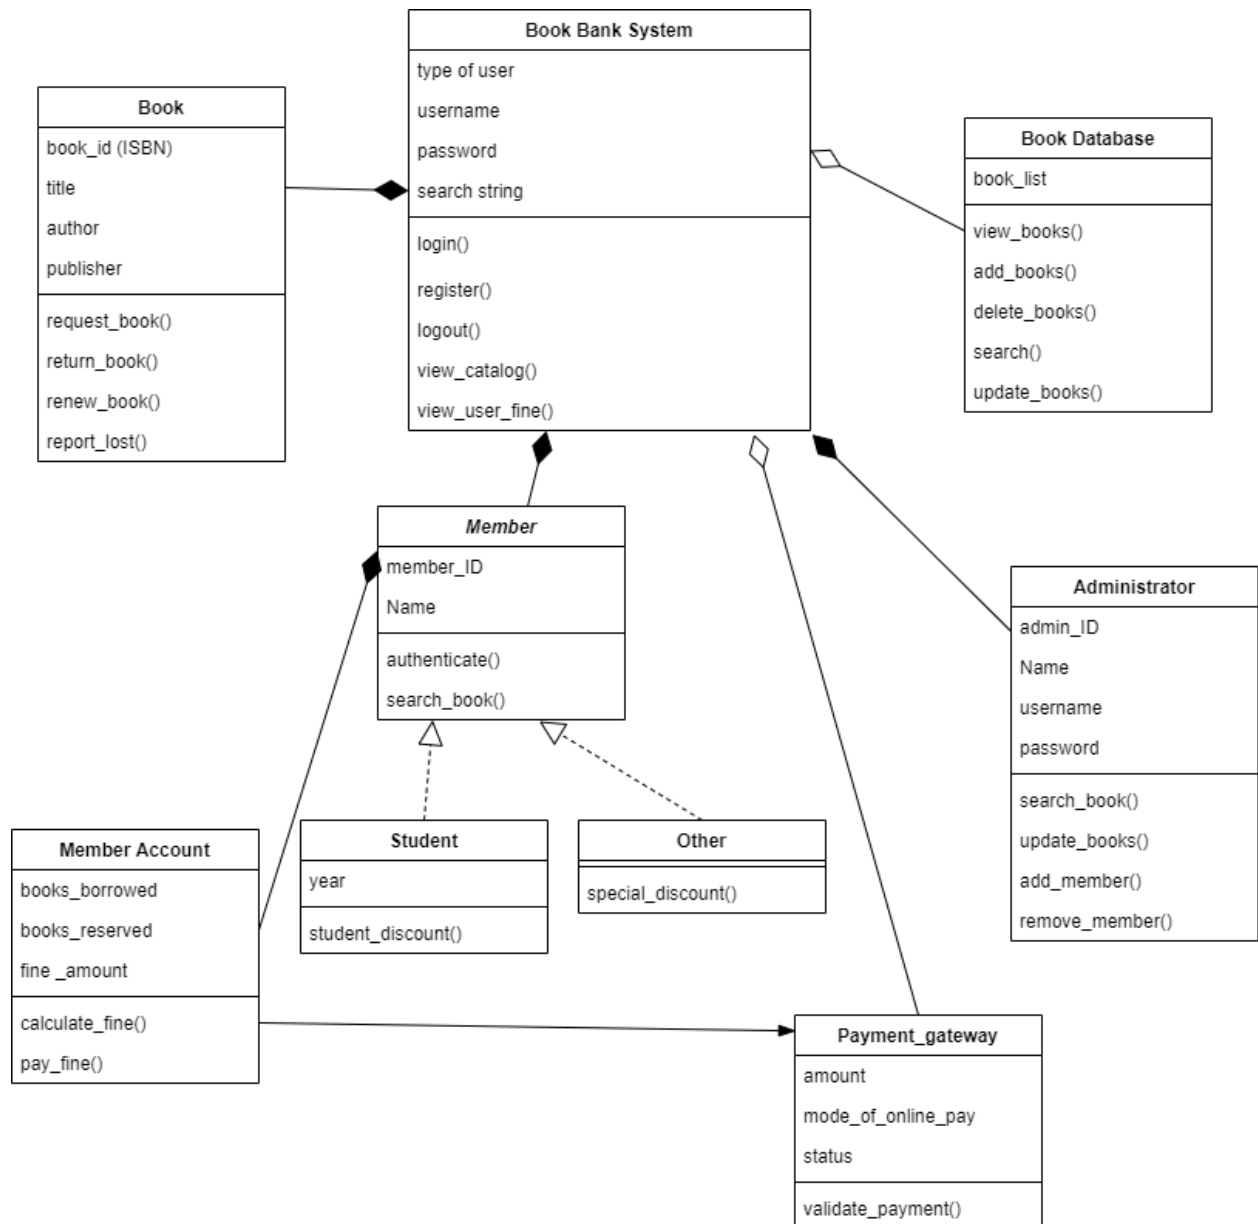 Book Bank System
type of user
username
password
search string
login()
register()
logout()
view_catalog()
view_user_fine()
Book
book_id (ISBN)
title
author
publisher
request_book()
return_book()
renew_book()
report_lost()
Book Database
book_list
view_books()
add_books()
delete_books()
search()
update_books()
Member
member_ID
Name
authenticate()
search_book()
Administrator
admin_ID
Name
username
password
search_book()
update_books()
add_member()
remove_member()
Member Account
books_borrowed
books_reserved
fine _amount
calculate_fine()
pay_fine()
Student
year
student_discount()
Other
special_discount()
Payment_gateway
amount
mode_of_online_pay
status
validate_payment()